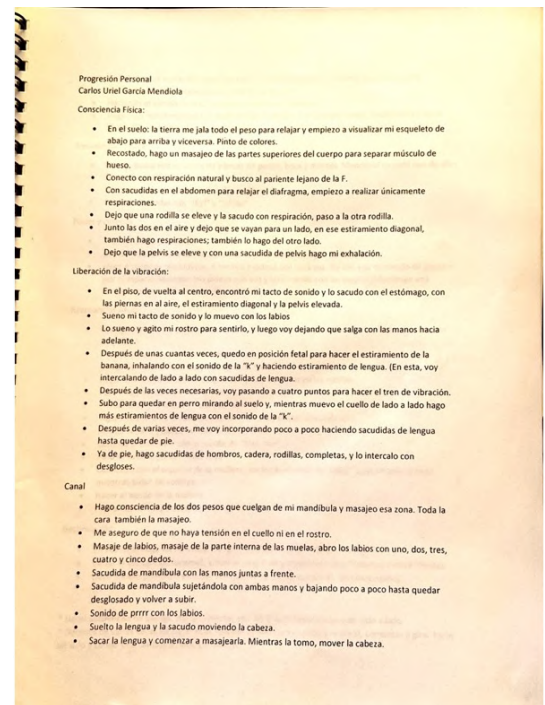 Progresión Personal
Carlos Uriel García Mendiola
Consciencia Física:
• En el suelo: la tierra me jala todo el peso para relajar y empiezo a visualizar mi esqueleto de
abajo para arriba y viceversa. Pinto de colores.
• Recostado, hago un masajeo de las partes superiores del cuerpo para separar músculo de
hueso.
• Conecto con respiración natural y busco al pariente lejano de la F.
• Con sacudidas en el abdomen para relajar el diafragma, empiezo a realizar únicamente
respiraciones.
• Dejo que una rodilla se eleve y la sacudo con respiración, paso a la otra rodilla.
• Junto las dos en el aire y dejo que se vayan para un lado, en ese estiramiento diagonal,
también hago respiraciones; también lo hago del otro lado.
• Dejo que la pelvis se eleve y con una sacudida de pelvis hago mi exhalación.
Liberación de la vibración:
• En el piso, de vuelta al centro, encontró mi tacto de sonido y lo sacudo con el estómago, con
las piernas en al aire, el estiramiento diagonal y la pelvis elevada.
• Sueno mi tacto de sonido y lo muevo con los labios
• Lo sueno y agito mi rostro para sentirlo, y luego voy dejando que salga con las manos hacia
adelante.
• Después de unas cuantas veces, quedo en posición fetal para hacer el estiramiento de la
banana, inhalando con el sonido de la "k" y haciendo estiramiento de lengua. (En esta, voy
intercalando de lado a lado con sacudidas de lengua.
• Después de las veces necesarias, voy pasando a cuatro puntos para hacer el tren de vibración.
• Subo para quedar en perro mirando al suelo y, mientras muevo el cuello de lado a lado hago
más estiramientos de lengua con el sonido de la "k".
• Después de varias veces, me voy incorporando poco a poco haciendo sacudidas de lengua
hasta quedar de pie.
• Ya de pie, hago sacudidas de hombros, cadera, rodillas, completas, y lo intercalo con
desgloses.
Canal
• Hago consciencia de los dos pesos que cuelgan de mi mandíbula y masajeo esa zona. Toda la
cara también la masajeo.
• Me aseguro de que no haya tensión en el cuello ni en el rostro.
• Masaje de labios, masaje de la parte interna de las muelas, abro los labios con uno, dos, tres,
cuatro y cinco dedos.
• Sacudida de mandíbula con las manos juntas a frente.
• Sacudida de mandíbula sujetándola con ambas manos y bajando poco a poco hasta quedar
desglosado y volver a subir.
• Sonido de prrrr con los labios.
• Suelto la lengua y la sacudo moviendo la cabeza.
• Sacar la lengua y comenzar a masajearla. Mientras la tomo, mover la cabeza.